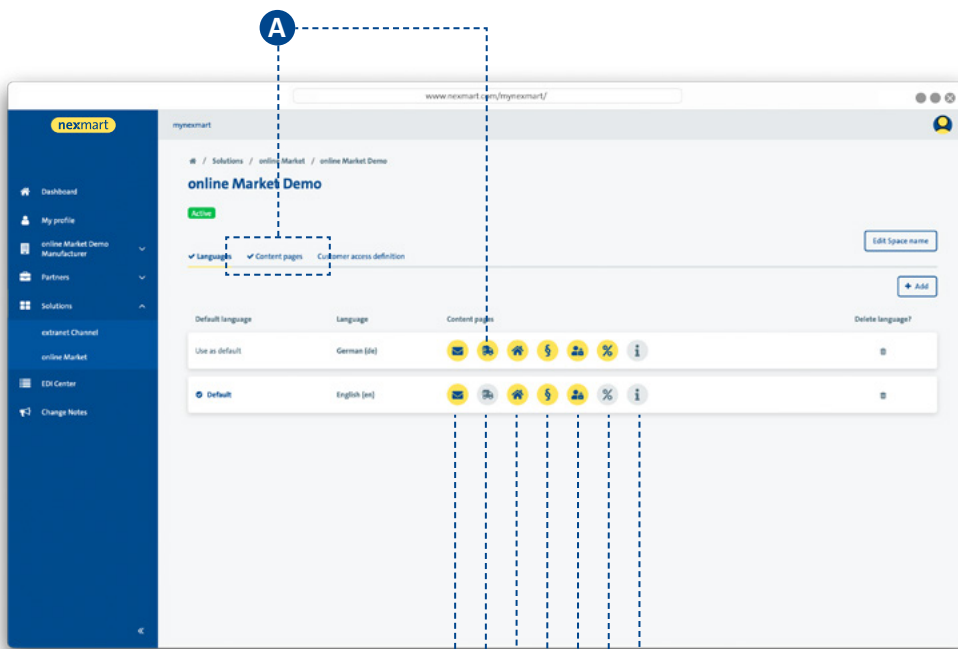 A
www.nexmart.com/mynexmart/
nexmart
mynexmart
/ Solutions / online Market / online Market Demo
online Market Demo
Active
Edit Space name
Languages Content pages Customer access definition
+ Add
Dashboard
My profile
online Market Demo
Manufacturer
Partners
Solutions
extranet Channel
online Market
EDI Center
Change Notes
«
Default language Language Content pages Delete language?
Use as default German (de) § % i
Default English (en) § % i